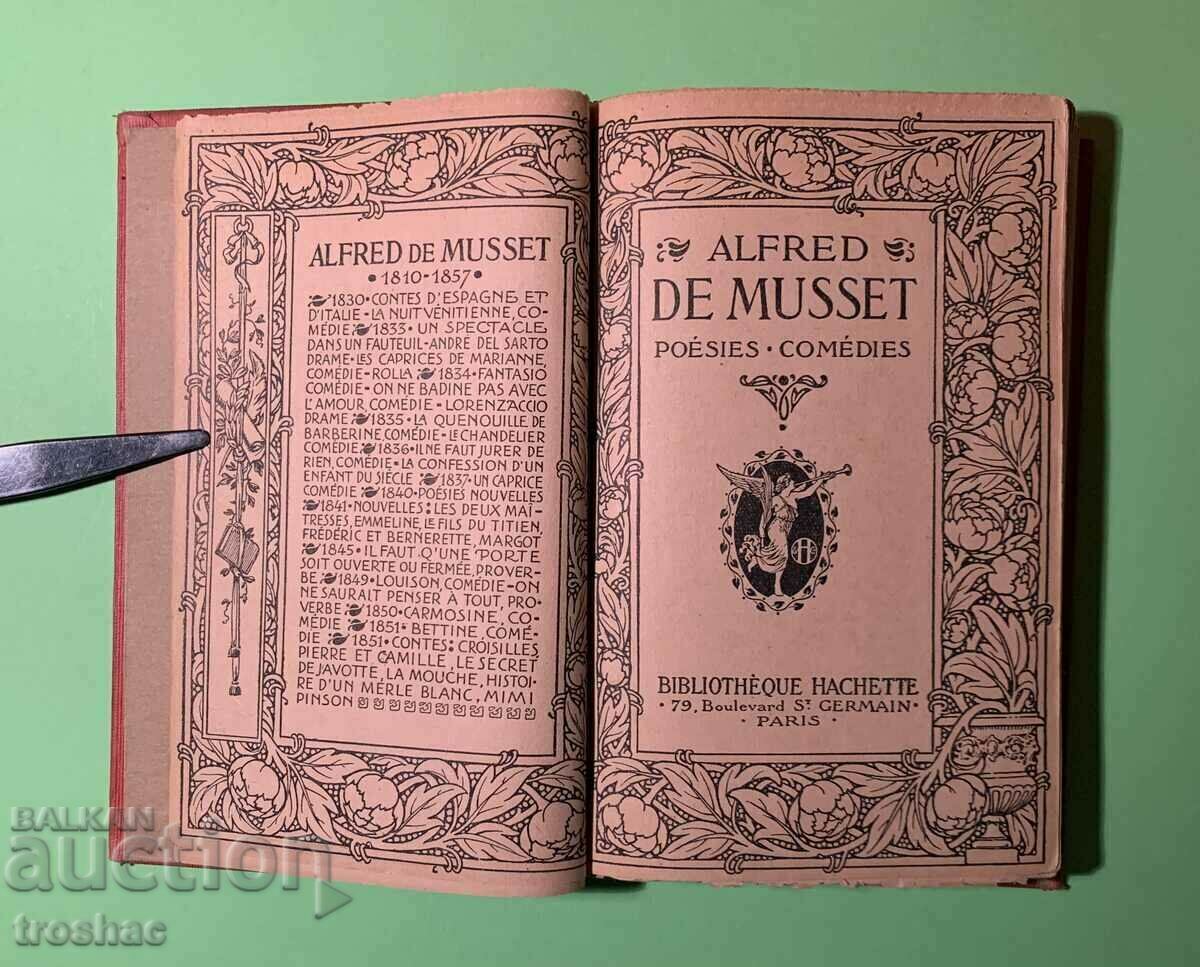 ALFRED DE MUSSET
• 1810-1857 •
1830 • CONTES D'ESPAGNE ET
D'ITALIE • LA NUIT VÉNITIENNE, CO-
MÉDIE 1833 • UN SPECTACLE
DANS UN FAUTEUIL • ANDRÉ DEL SARTO
DRAME • LES CAPRICES DE MARIANNE,
COMÉDIE • ROLLA 1834 • FANTASIO
COMÉDIE • ON NE BADINE PAS AVEC
L'AMOUR, COMÉDIE - LORENZACCIO
DRAME 1835 • LA QUENOUILLE DE
BARBERINE, COMÉDIE • LE CHANDELIER
COMÉDIE 1836 • IL NE FAUT JURER DE
RIEN, COMÉDIE • LA CONFESSION D'UN
ENFANT DU SIÈCLE 1837 • UN CAPRICE
COMÉDIE 1840 • POÉSIES NOUVELLES
1841 • NOUVELLES : LES DEUX MAÎ-
TRESSES, EMMELINE, LE FILS DU TITIEN,
FRÉDÉRIC ET BERNERETTE, MARGOT
1845 • IL FAUT Q'UNE PORTE
SOIT OUVERTE OU FERMÉE, PROVER-
BE 1849 • LOUISON, COMÉDIE - ON
NE SAURAIT PENSER À TOUT, PRO-
VERBE 1850 • CARMOSINE, CO-
MÉDIE 1851 • BETTINE, COMÉ-
DIE 1851 • CONTES : CROISILLES
PIERRE ET CAMILLE, LE SECRET
DE JAVOTTE, LA MOUCHE, HISTOI-
RE D'UN MERLE BLANC, MIMI
PINSON
ALFRED
DE MUSSET
POÉSIES • COMÉDIES
H
BIBLIOTHÈQUE HACHETTE
• 79, Boulevard ST GERMAIN •
• PARIS •
BALKAN
auction
troshac